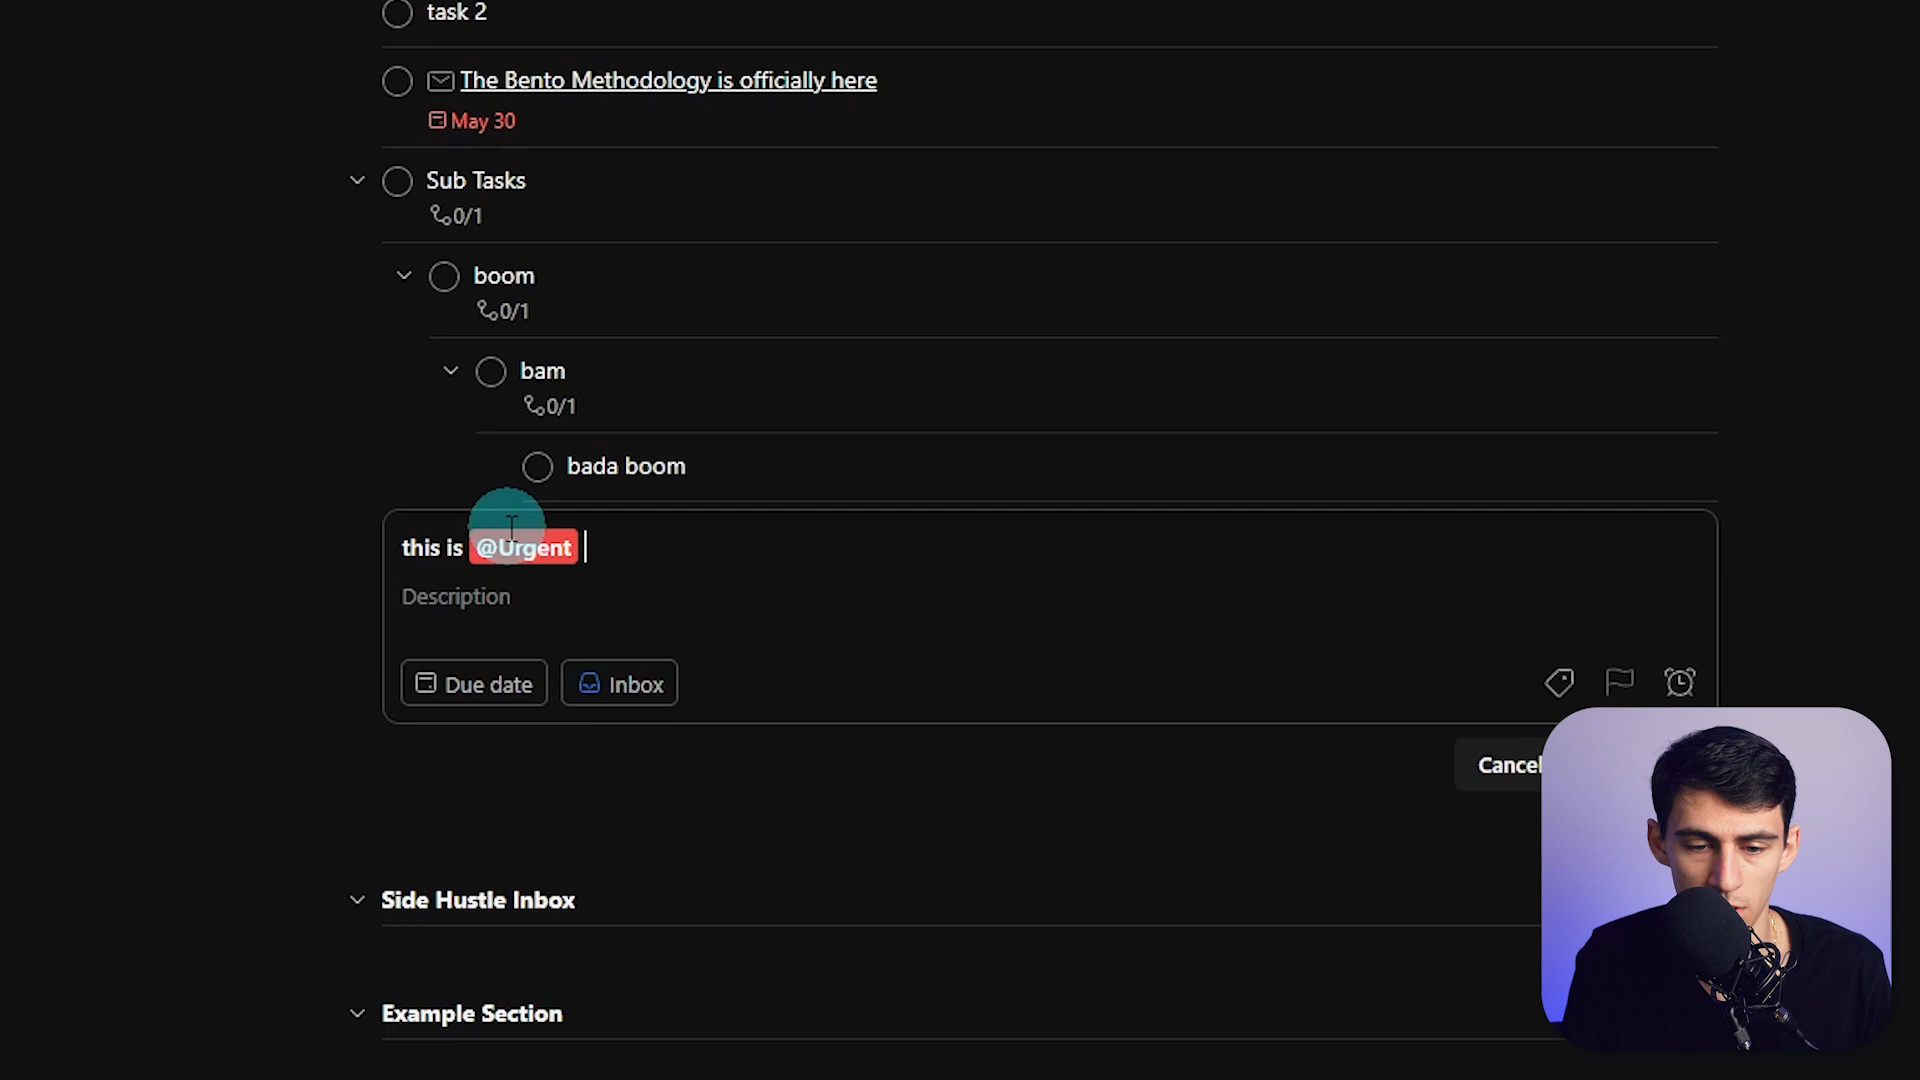 task 2
The Bento Methodology is officially here
May 30
Sub Tasks
0/1
boom
0/1
bam
0/1
bada boom
this is @Urgent
Description
Due date Inbox
Cancel
Side Hustle Inbox
Example Section